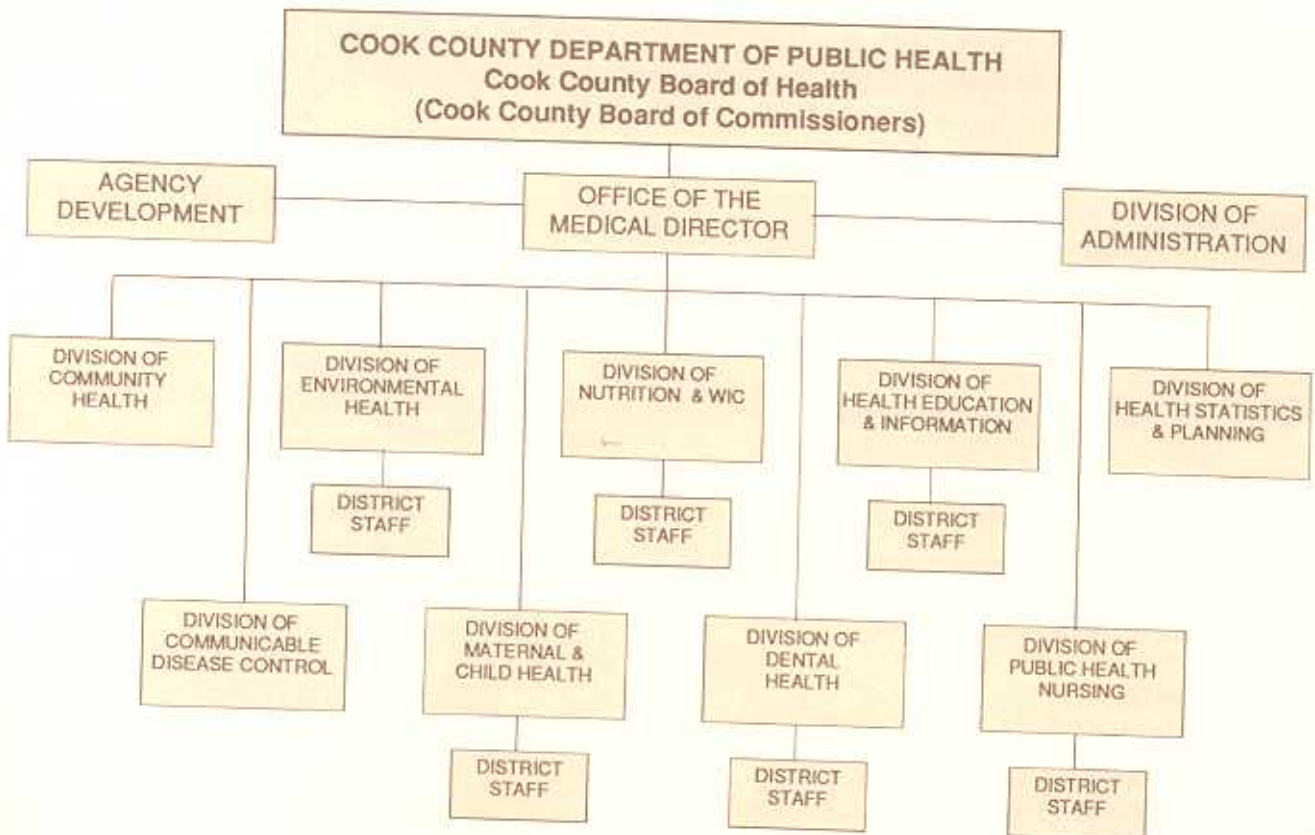 COOK COUNTY DEPARTMENT OF PUBLIC HEALTH
Cook County Board of Health
(Cook County Board of Commissioners)
AGENCY
DEVELOPMENT
OFFICE OF THE
MEDICAL DIRECTOR
DIVISION OF
ADMINISTRATION
DIVISION OF
COMMUNITY
HEALTH
DIVISION OF
ENVIRONMENTAL
HEALTH
DIVISION OF
NUTRITION & WIC
DIVISION OF
HEALTH EDUCATION
& INFORMATION
DIVISION OF
HEALTH STATISTICS
& PLANNING
DISTRICT
STAFF
DISTRICT
STAFF
DISTRICT
STAFF
DIVISION OF
COMMUNICABLE
DISEASE CONTROL
DIVISION OF
MATERNAL &
CHILD HEALTH
DIVISION OF
DENTAL
HEALTH
DIVISION OF
PUBLIC HEALTH
NURSING
DISTRICT
STAFF
DISTRICT
STAFF
DISTRICT
STAFF